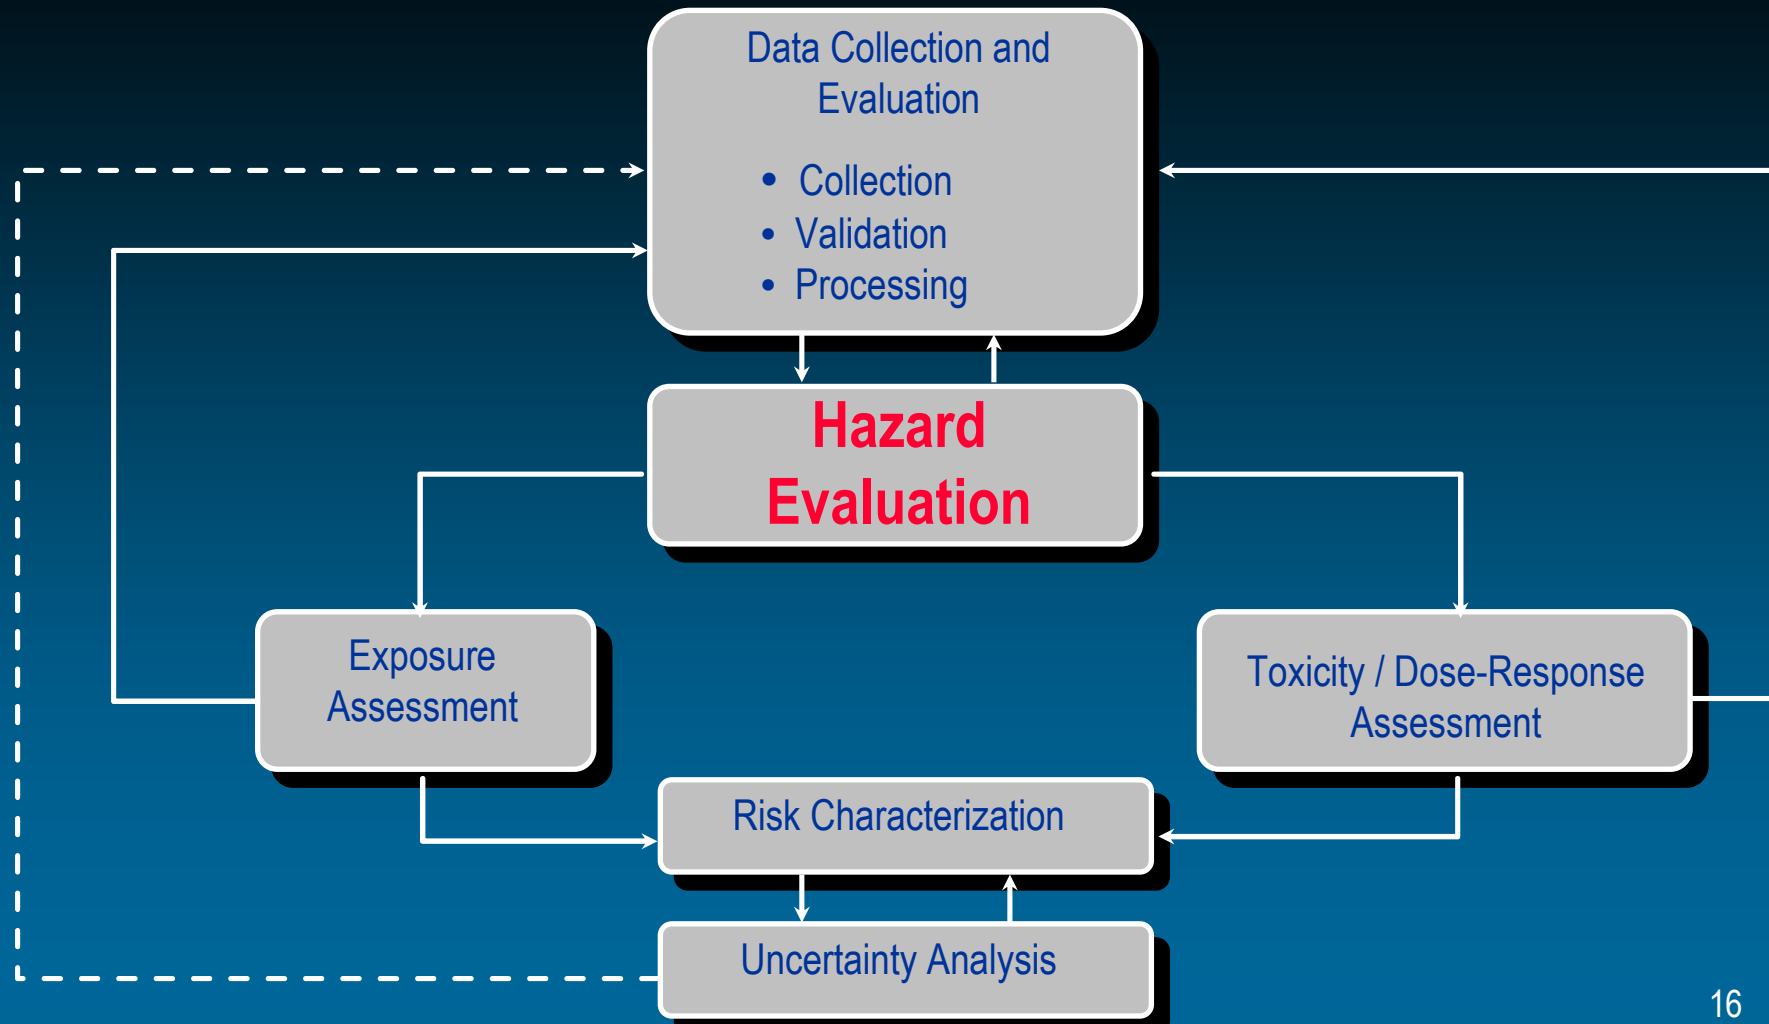 Data Collection and
Evaluation
• Collection
• Validation
• Processing
Hazard
Evaluation
Exposure
Assessment
Toxicity / Dose-Response
Assessment
Risk Characterization
Uncertainty Analysis
16